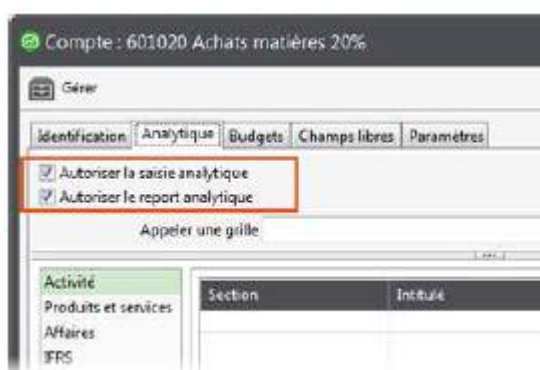 Compte : 601020 Achats matières 20%
Gérer
Identification Analytique Budgets Champs libres Paramètres
Autoriser la saisie analytique
Autoriser le report analytique
Appeler une grille
Activité
Section Intitulé
Produits et services
Affaires
IFRS